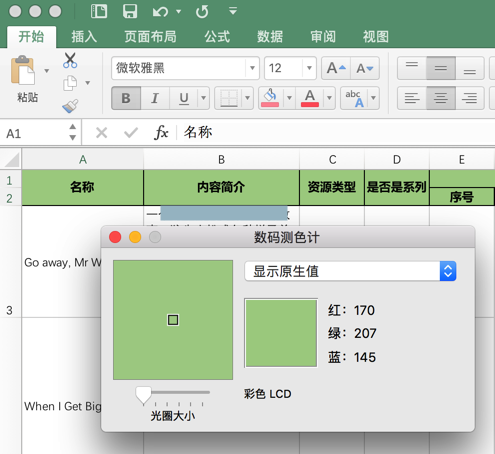 开始 插入 页面布局 公式 数据 审阅 视图
粘贴
微软雅黑 12 A A
B I U A abc
A1 fx 名称
A B C D E
1
2
名称 内容简介 资源类型 是否是系列
序号
数码测色计
Go away, Mr W
3
显示原生值
红: 170
绿: 207
蓝: 145
彩色 LCD
光圈大小
When I Get Big